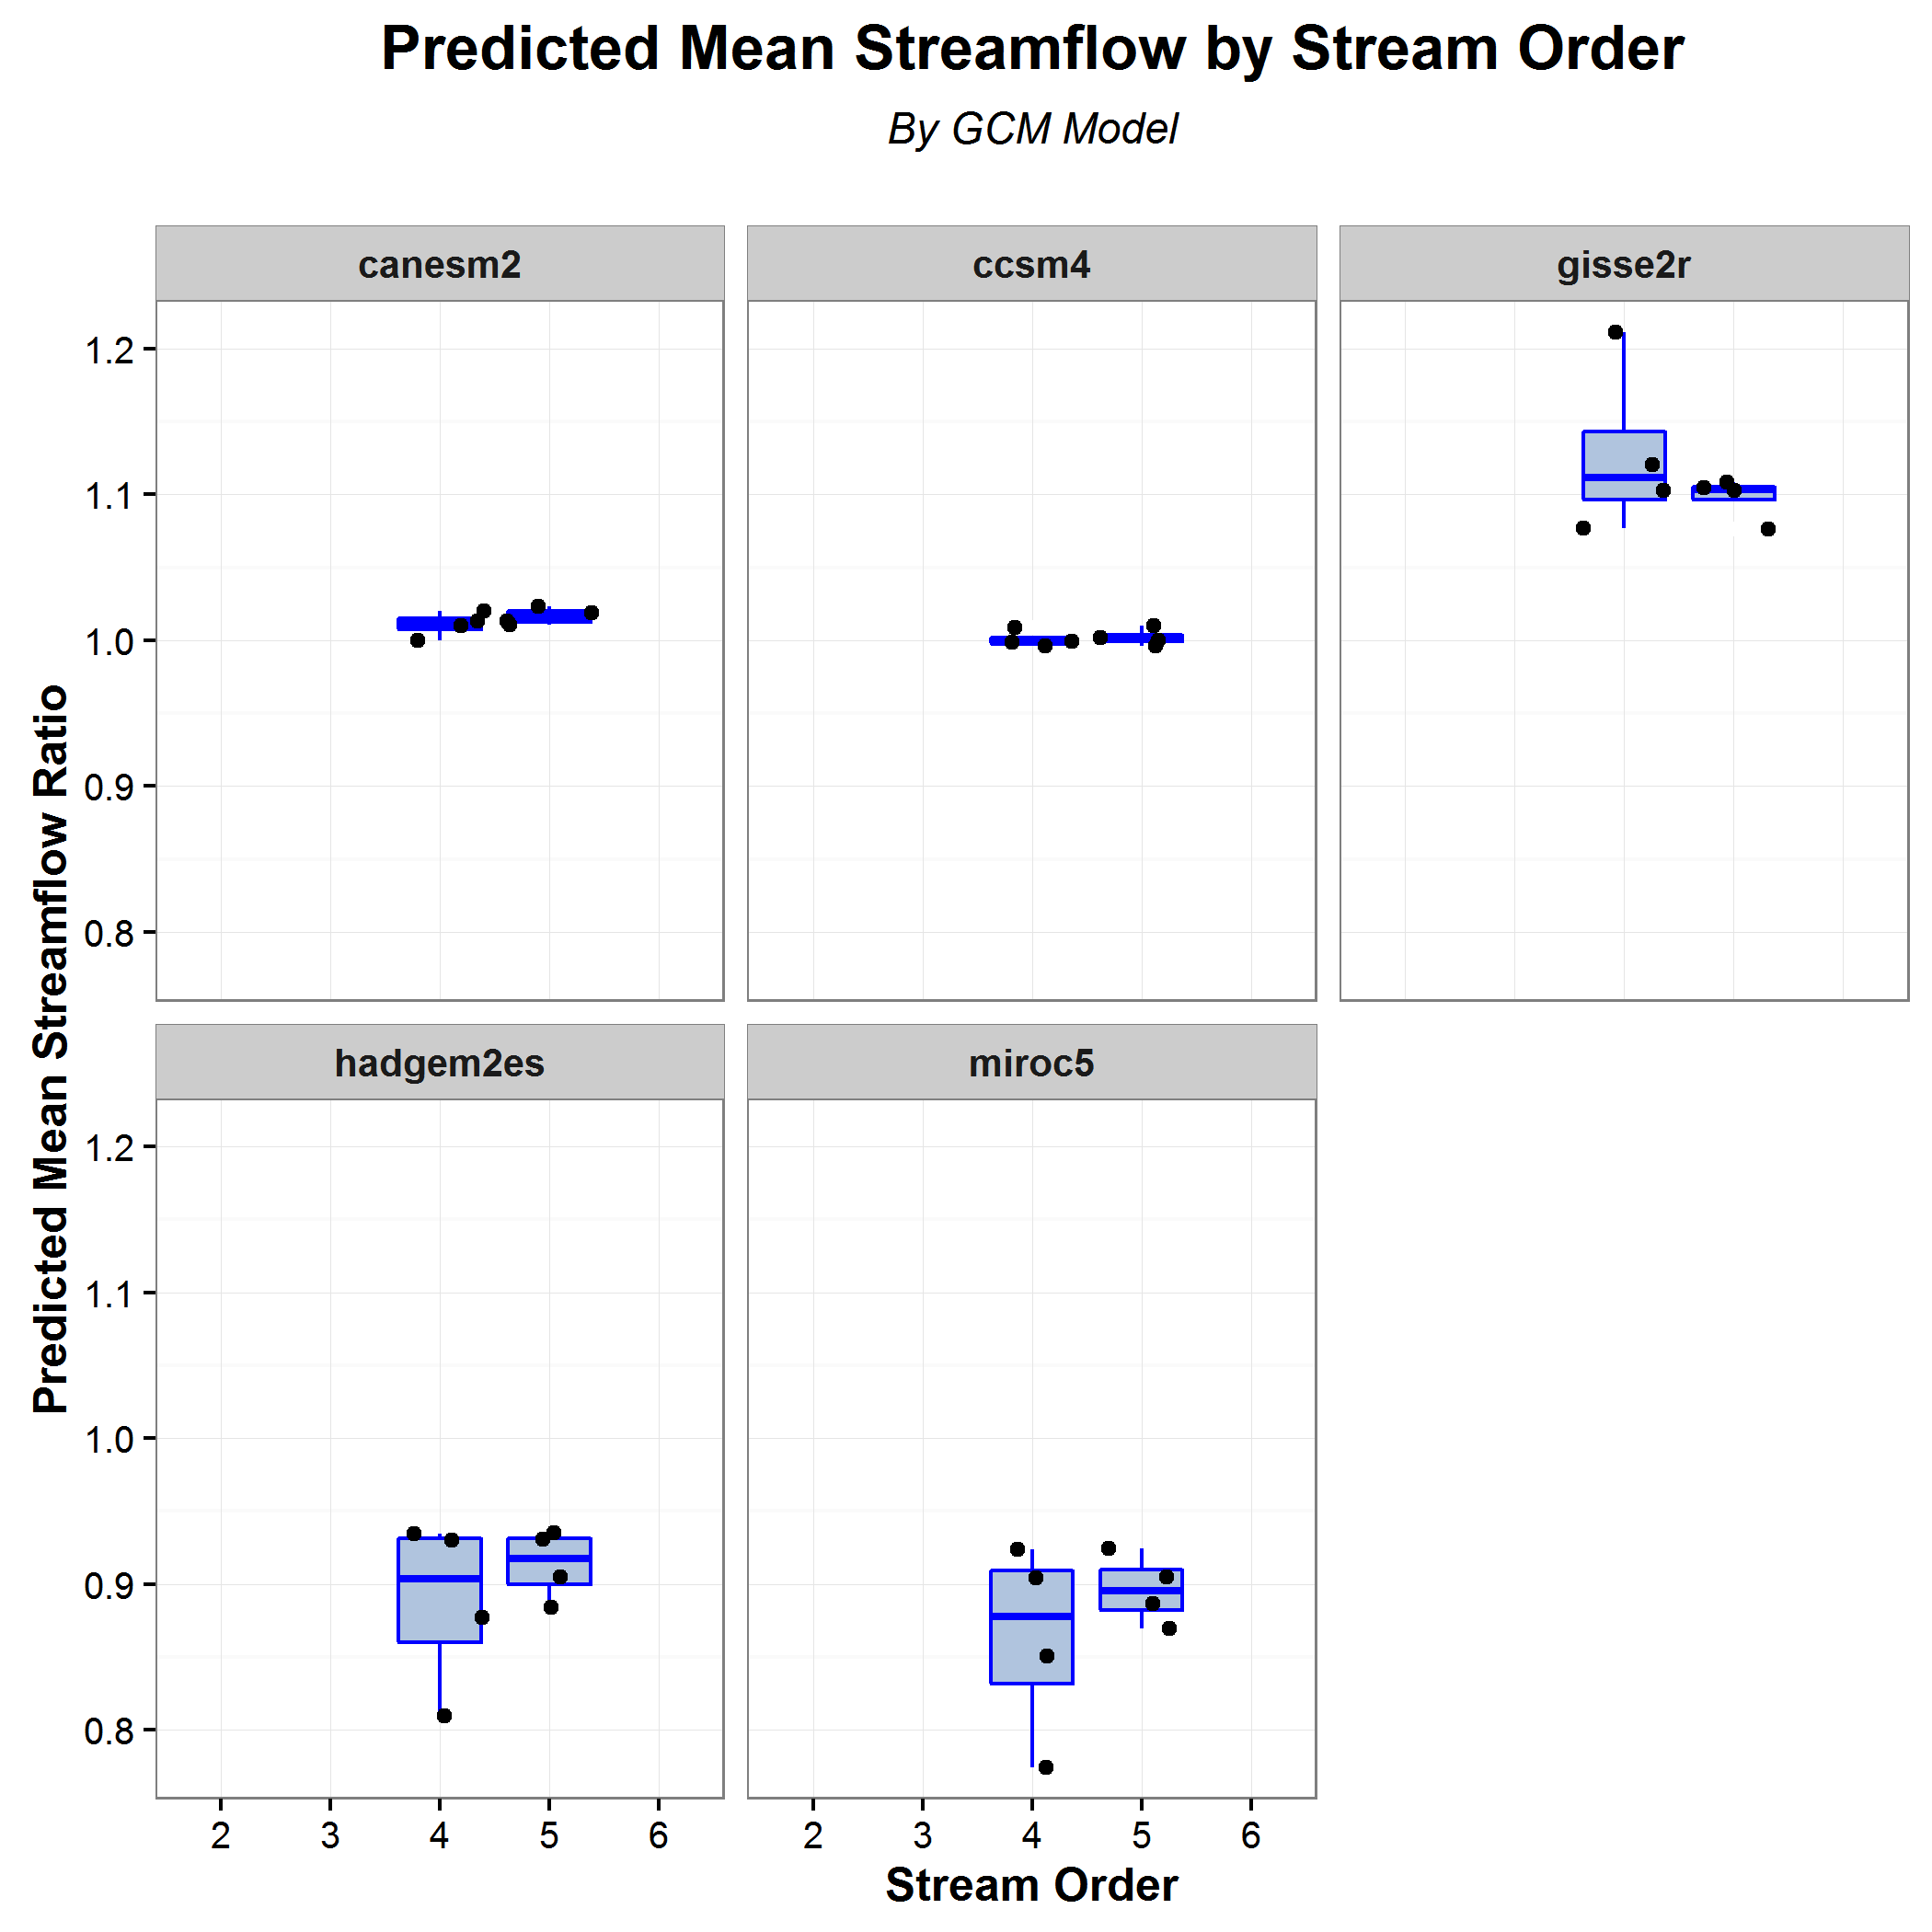 Predicted Mean Streamflow by Stream Order
By GCM Model
canesm2
ccsm4
gisse2r
1.2
1.1
1.0
0.9
0.8
Predicted Mean Streamflow Ratio
hadgem2es
miroc5
1.2
1.1
1.0
0.9
0.8
2 3 4 5 6
2 3 4 5 6
Stream Order